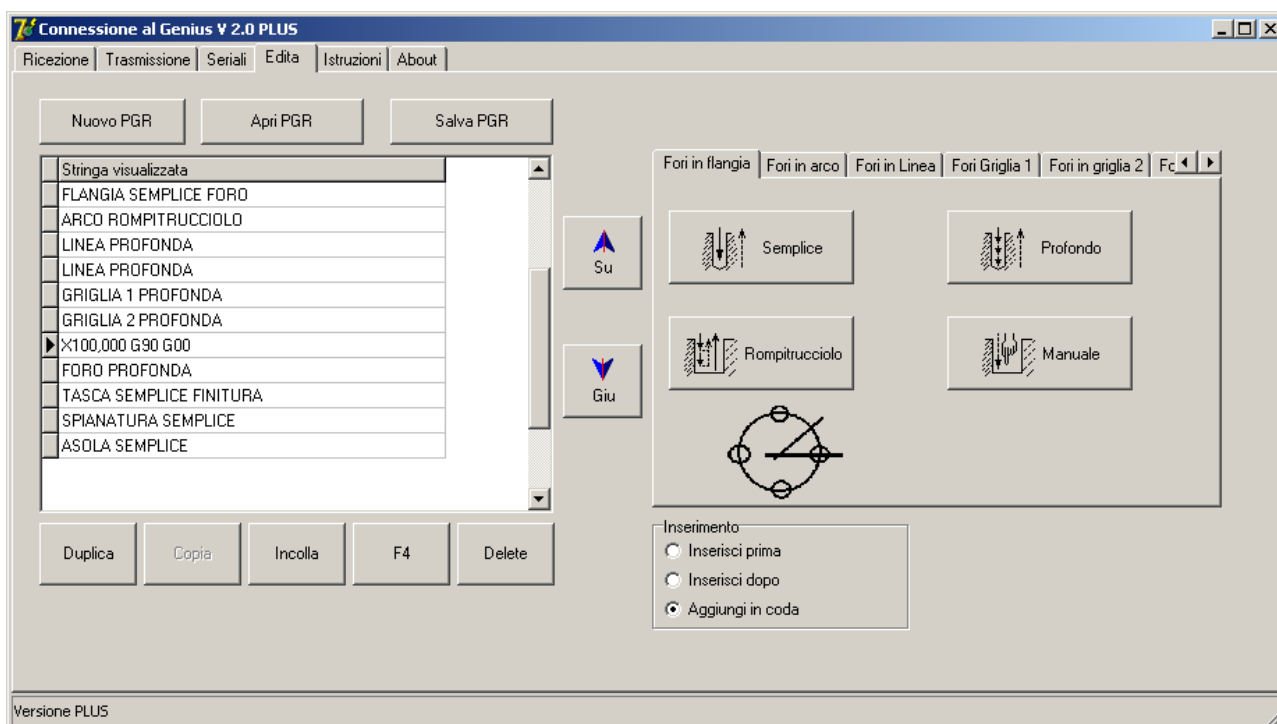 Connessione al Genius V 2.0 PLUS
Ricezione Trasmissione Seriali Edita Istruzioni About
Nuovo PGR Apri PGR Salva PGR
Stringa visualizzata
FLANGIA SEMPLICE FORO
ARCO ROMPITRUCCIOLO
LINEA PROFONDA
LINEA PROFONDA
GRIGLIA 1 PROFONDA
GRIGLIA 2 PROFONDA
X100,000 G90 G00
FORO PROFONDA
TASCA SEMPLICE FINITURA
SPIANATURA SEMPLICE
ASOLA SEMPLICE
Su
Giu
Fori in flangia Fori in arco Fori in Linea Fori Griglia 1 Fori in griglia 2
Semplice Profondo
Rompitrucciolo Manuale
Duplica Copia Incolla F4 Delete
Inserimento
Inserisci prima
Inserisci dopo
Aggiungi in coda
Versione PLUS